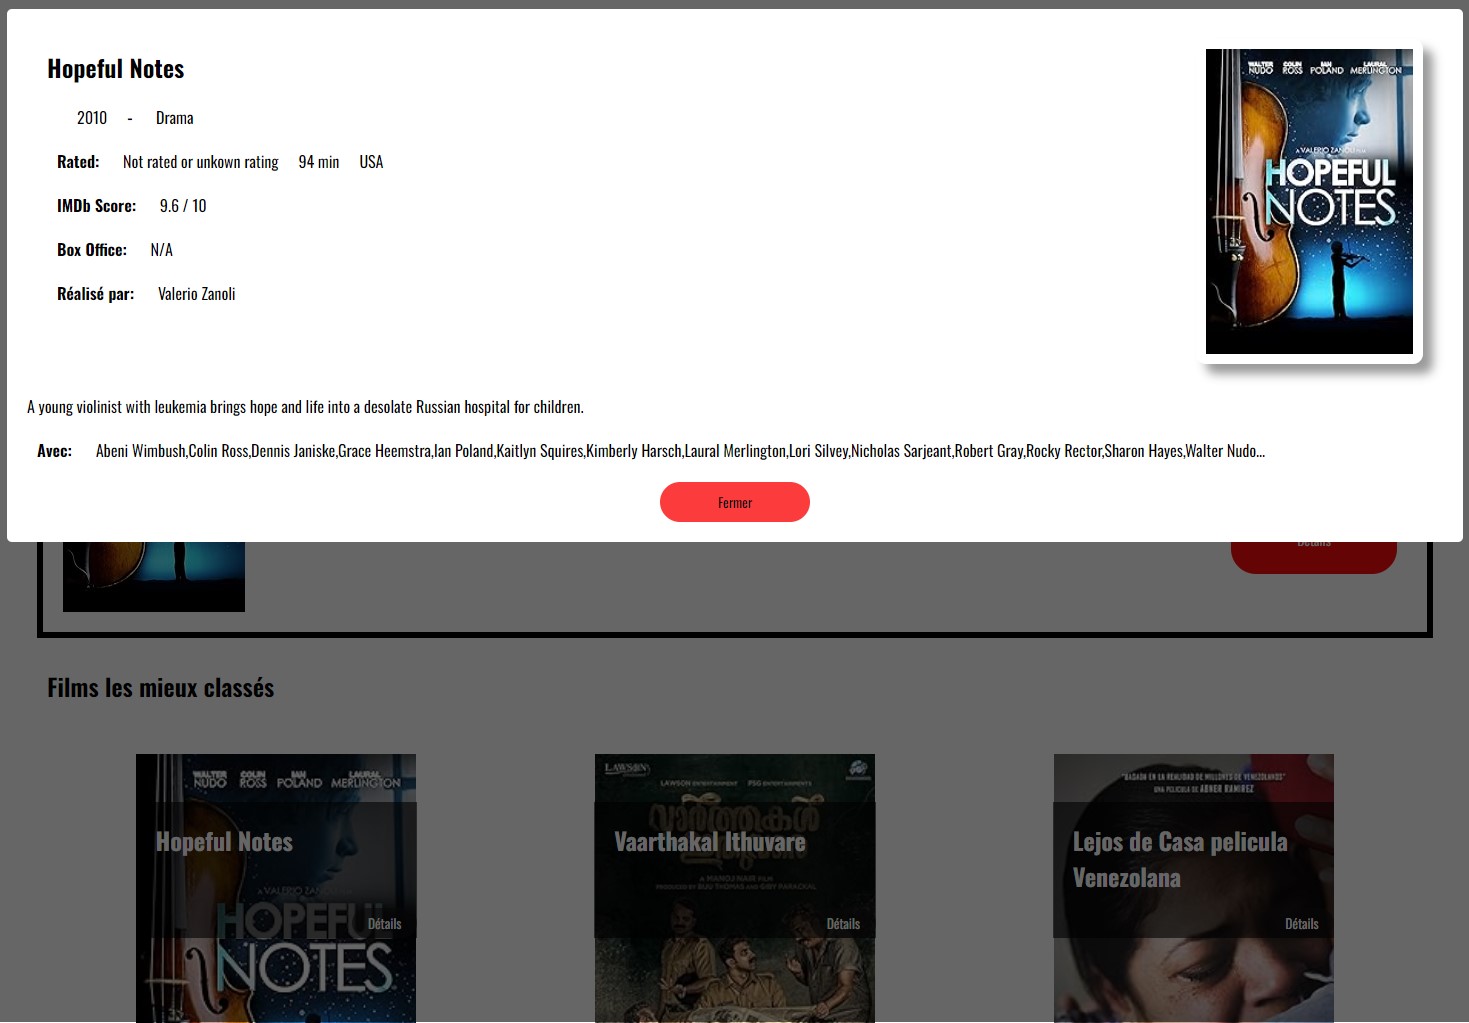 Hopeful Notes
2010 - Drama
Rated: Not rated or unkown rating 94 min USA
IMDb Score: 9.6 / 10
Box Office: N/A
Réalisé par: Valerio Zanoli
WALTER NUDO COLIN ROSS IAN POLAND LAURAL MERLINGTON
A VALERIO ZANOLI FILM
HOPEFUL
NOTES
A young violinist with leukemia brings hope and life into a desolate Russian hospital for children.
Avec: Abeni Wimbush,Colin Ross,Dennis Janiske,Grace Heemstra,Ian Poland,Kaitlyn Squires,Kimberly Harsch,Laural Merlington,Lori Silvey,Nicholas Sarjeant,Robert Gray,Rocky Rector,Sharon Hayes,Walter Nudo...
Fermer
Détails
Films les mieux classés
WALTER NUDO COLIN ROSS IAN POLAND LAURAL MERLINGTON
Hopeful Notes
A VALERIO ZANOLI FILM
HOPEFUL
Détails
NOTES
LAWSON
LAWSON ENTERTAINMENT PSG ENTERTAINMENTS
വാർത്തകൾ
ഇതുവരെ
Vaarthakal Ithuvare
A MANOJ NAIR FILM
PRODUCED BY BIJU THOMAS AND GIBY PARACKAL
Détails
"BASADA EN LA REALIDAD DE MILLONES DE VENEZOLANOS"
UNA PELICULA DE ABNER RAMIREZ
Lejos de Casa pelicula
Venezolana
Détails